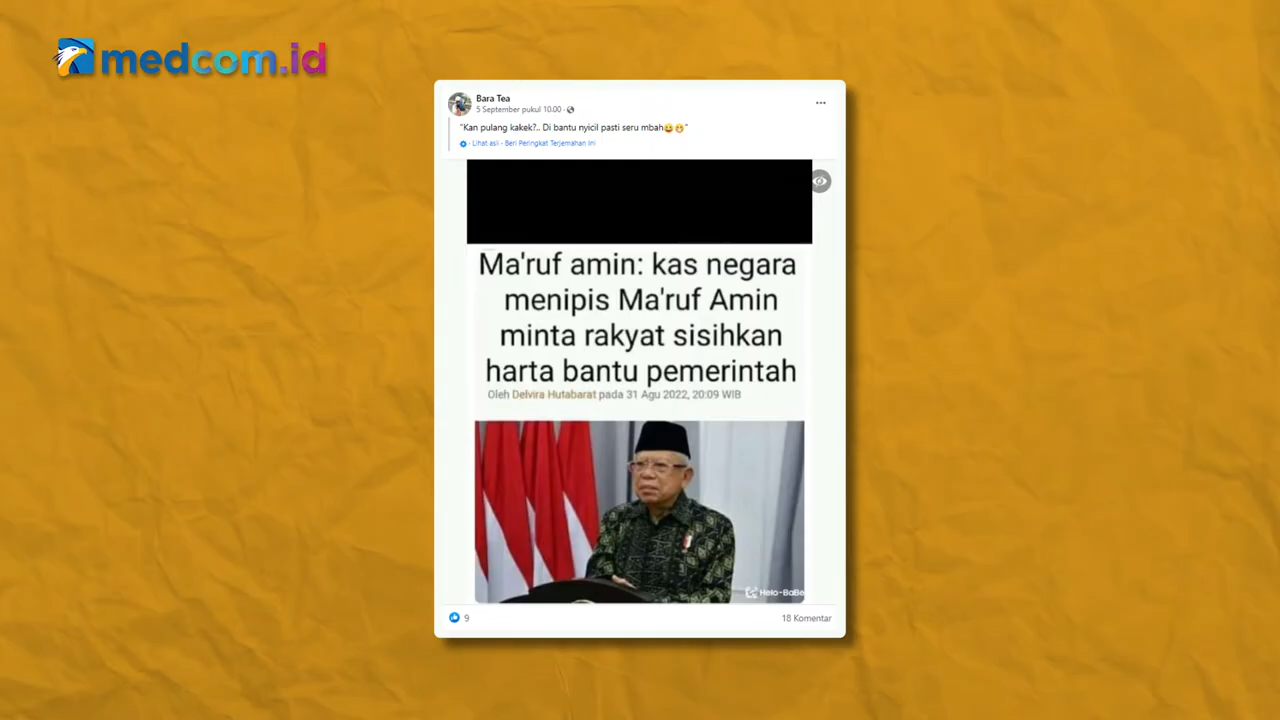 medcom.id
Bara Tea
5 September pukul 10.00 ·
"Kan pulang kakek?.. Di bantu nyicil pasti seru mbah😄🤭"
· Lihat asli · Beri Peringkat Terjemahan Ini
Ma'ruf amin: kas negara
menipis Ma'ruf Amin
minta rakyat sisihkan
harta bantu pemerintah
Oleh Delvira Hutabarat pada 31 Agu 2022, 20:09 WIB
Helo-BaBe
9
18 Komentar